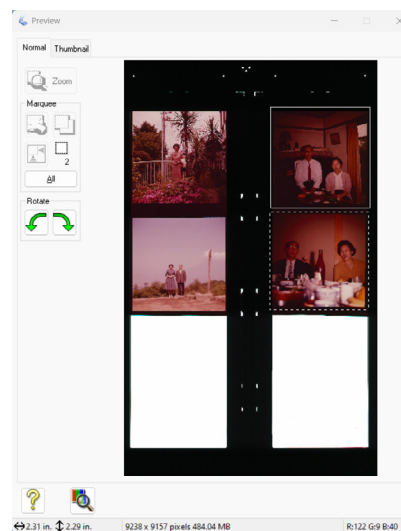 Preview
Normal Thumbnail
Zoom
Marquee
2
All
Rotate
2.31 in. 2.29 in. 9238 x 9157 pixels 484.04 MB R:122 G:9 B:40